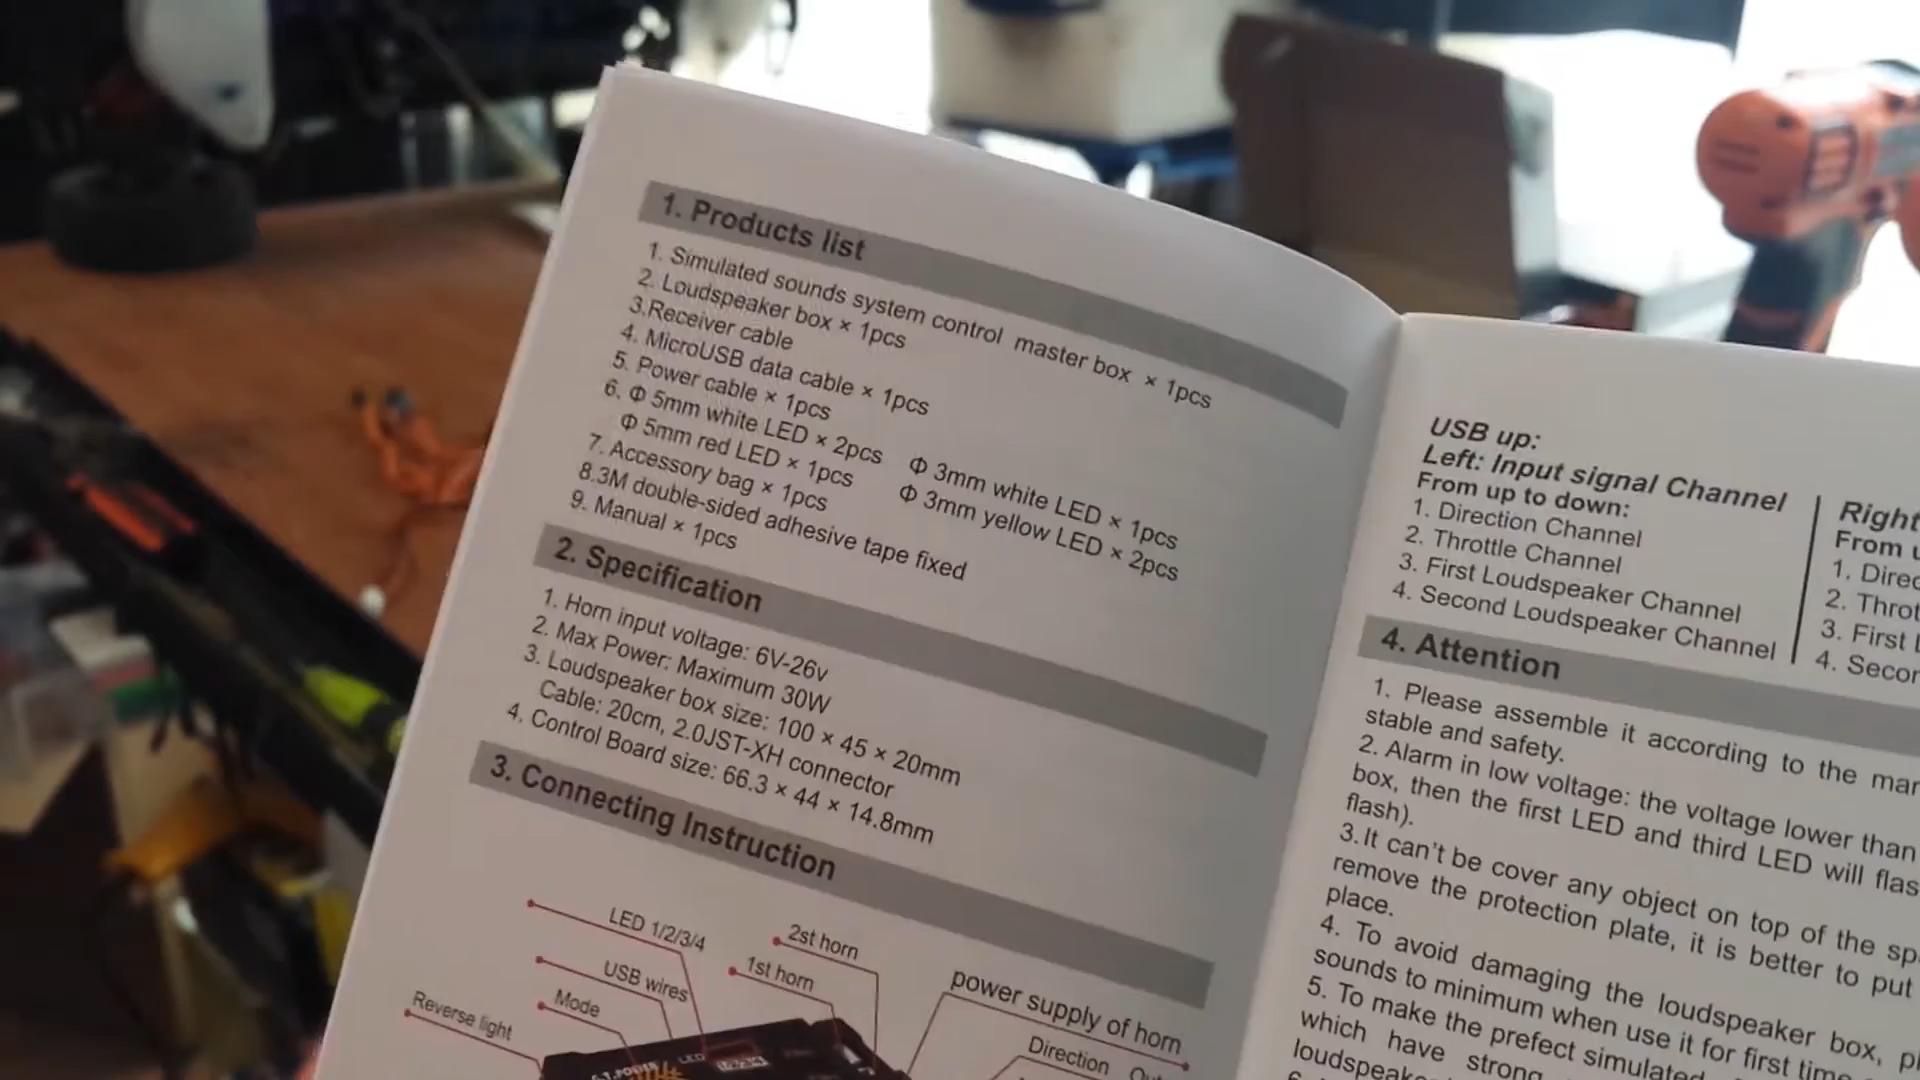 1. Products list
1. Simulated sounds system control master box × 1pcs
2. Loudspeaker box × 1pcs
3.Receiver cable
4. MicroUSB data cable × 1pcs
5. Power cable × 1pcs
6. Φ 5mm white LED × 2pcs Φ 3mm white LED × 1pcs
Φ 5mm red LED × 1pcs Φ 3mm yellow LED × 2pcs
7. Accessory bag × 1pcs
8.3M double-sided adhesive tape fixed
9. Manual × 1pcs
2. Specification
1. Horn input voltage: 6V-26v
2. Max Power: Maximum 30W
3. Loudspeaker box size: 100 × 45 × 20mm
Cable: 20cm, 2.0JST-XH connector
4. Control Board size: 66.3 × 44 × 14.8mm
3. Connecting Instruction
LED 1/2/3/4
2st horn
USB wires
1st horn
power supply of horn
Mode
Reverse light
Direction
LED
1/2/3/4
USB up:
Left: Input signal Channel
From up to down:
1. Direction Channel
2. Throttle Channel
3. First Loudspeaker Channel
4. Second Loudspeaker Channel
Right
From
1.
2.
3. First
4.
4. Attention
1. Please assemble it according to the
stable and safety.
2. Alarm in low voltage: the voltage lower than
box, then the first LED and third LED will
flash).
3.It can't be cover any object on top of the
remove the protection plate, it is better to put
place.
4. To avoid damaging the loudspeaker box,
sounds to minimum when use it for first time
5. To make the prefect simulated
which have strong